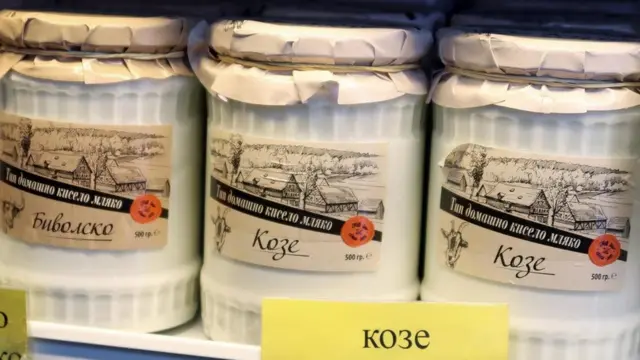 Тип домашно кисело мляко
Биволско
500 гр. е
Тип домашно кисело мляко
Козе
500 гр. е
Тип домашно кисело мляко
Козе
500 гр. е
козе